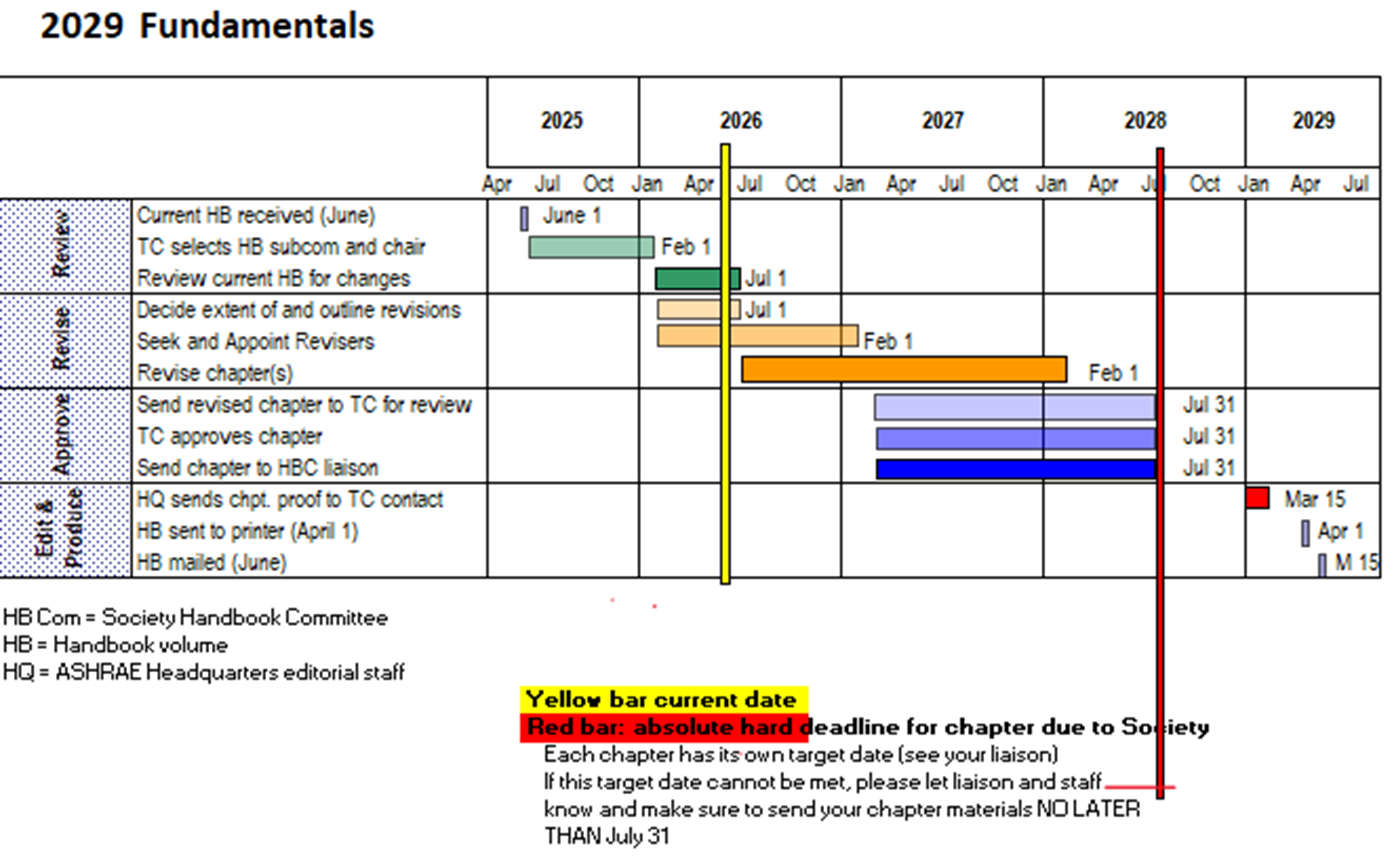 2029 Fundamentals
2025 2026 2027 2028 2029
Apr Jul Oct Jan Apr Jul Oct Jan Apr Jul Oct Jan Apr Jul Oct Jan Apr Jul
Review
Current HB received (June) June 1
TC selects HB subcom and chair Feb 1
Review current HB for changes Jul 1
Revise
Decide extent of and outline revisions Jul 1
Seek and Appoint Revisers Feb 1
Revise chapter(s) Feb 1
Approve
Send revised chapter to TC for review Jul 31
TC approves chapter Jul 31
Send chapter to HBC liaison Jul 31
Edit &
Produce
HQ sends chpt. proof to TC contact Mar 15
HB sent to printer (April 1) Apr 1
HB mailed (June) M 15
HB Com = Society Handbook Committee
HB = Handbook volume
HQ = ASHRAE Headquarters editorial staff
Yellow bar current date
Red bar: absolute hard deadline for chapter due to Society
Each chapter has its own target date (see your liaison)
If this target date cannot be met, please let liaison and staff
know and make sure to send your chapter materials NO LATER
THAN July 31